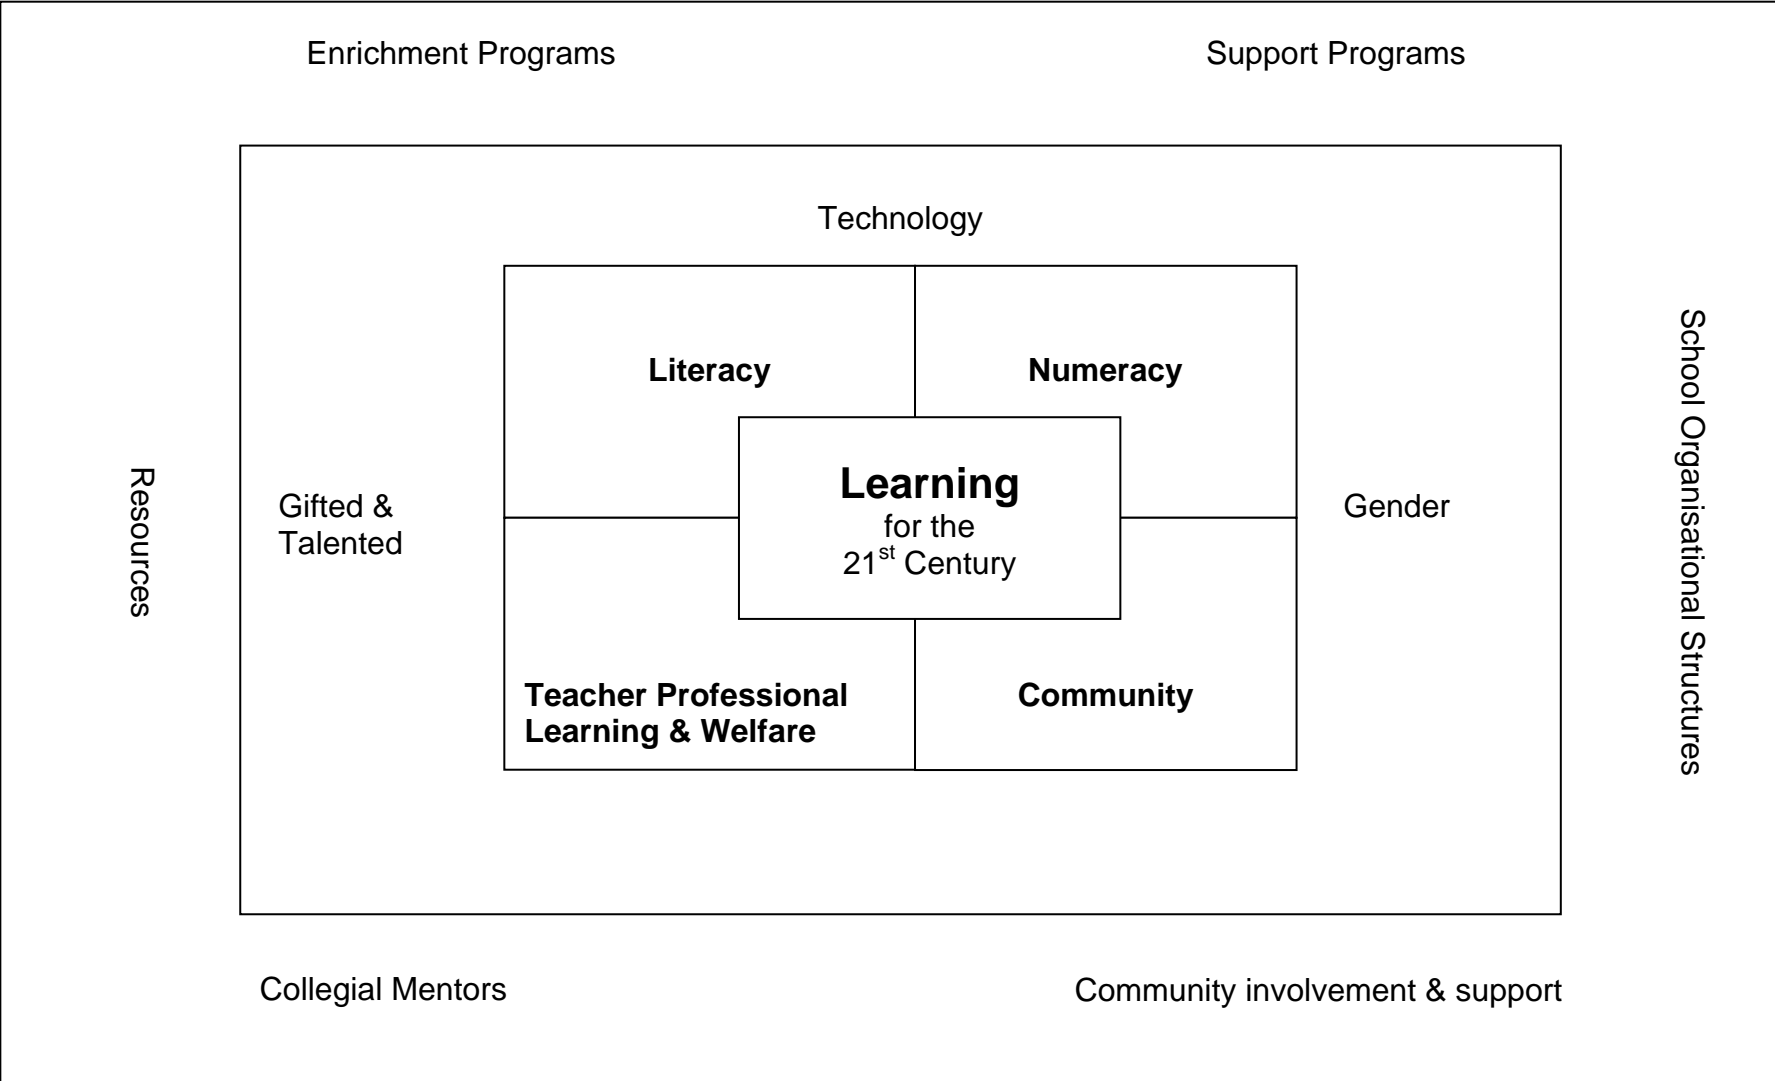 Enrichment Programs
Support Programs
Technology
Literacy
Numeracy
School Organisational Structures
Resources
Gifted &
Talented
Learning
for the
21st Century
Gender
Teacher Professional
Learning & Welfare
Community
Collegial Mentors
Community involvement & support